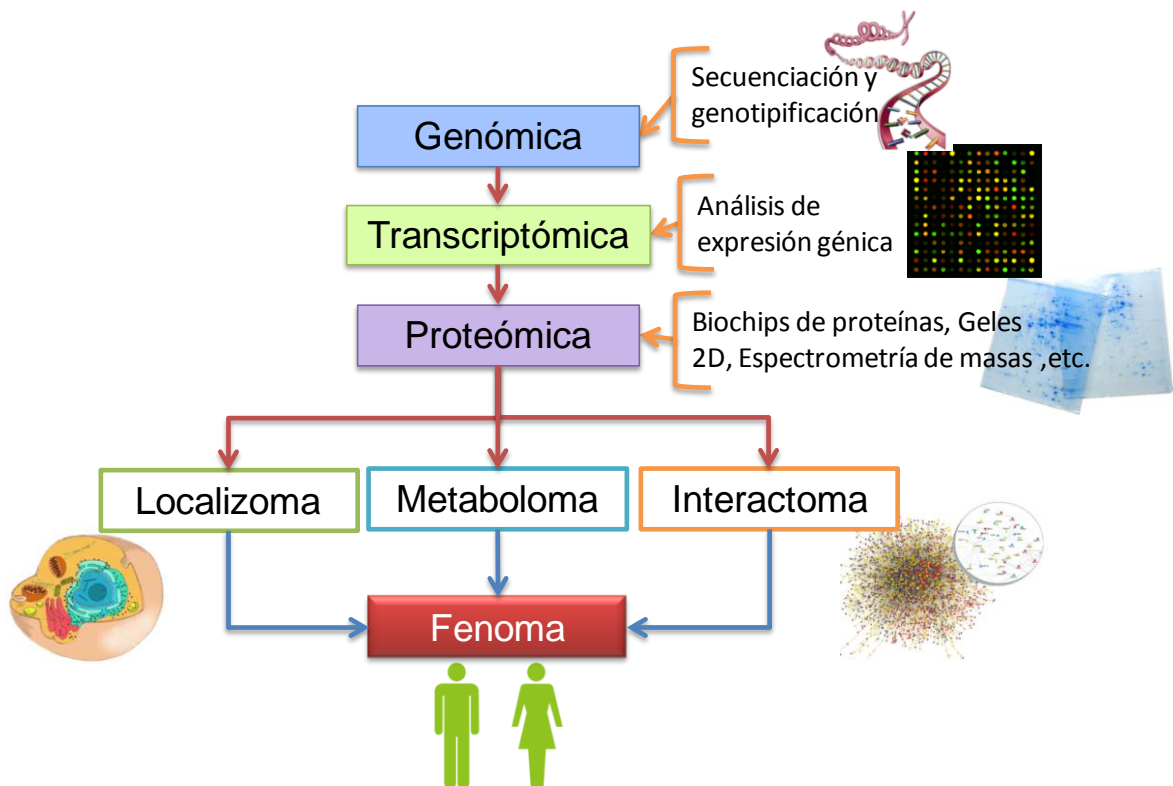 Secuenciación y
genotipificación
Genómica
Análisis de
expresión génica
Transcriptómica
Biochips de proteínas, Geles
2D, Espectrometría de masas ,etc.
Proteómica
Localizoma
Metaboloma
Interactoma
Fenoma